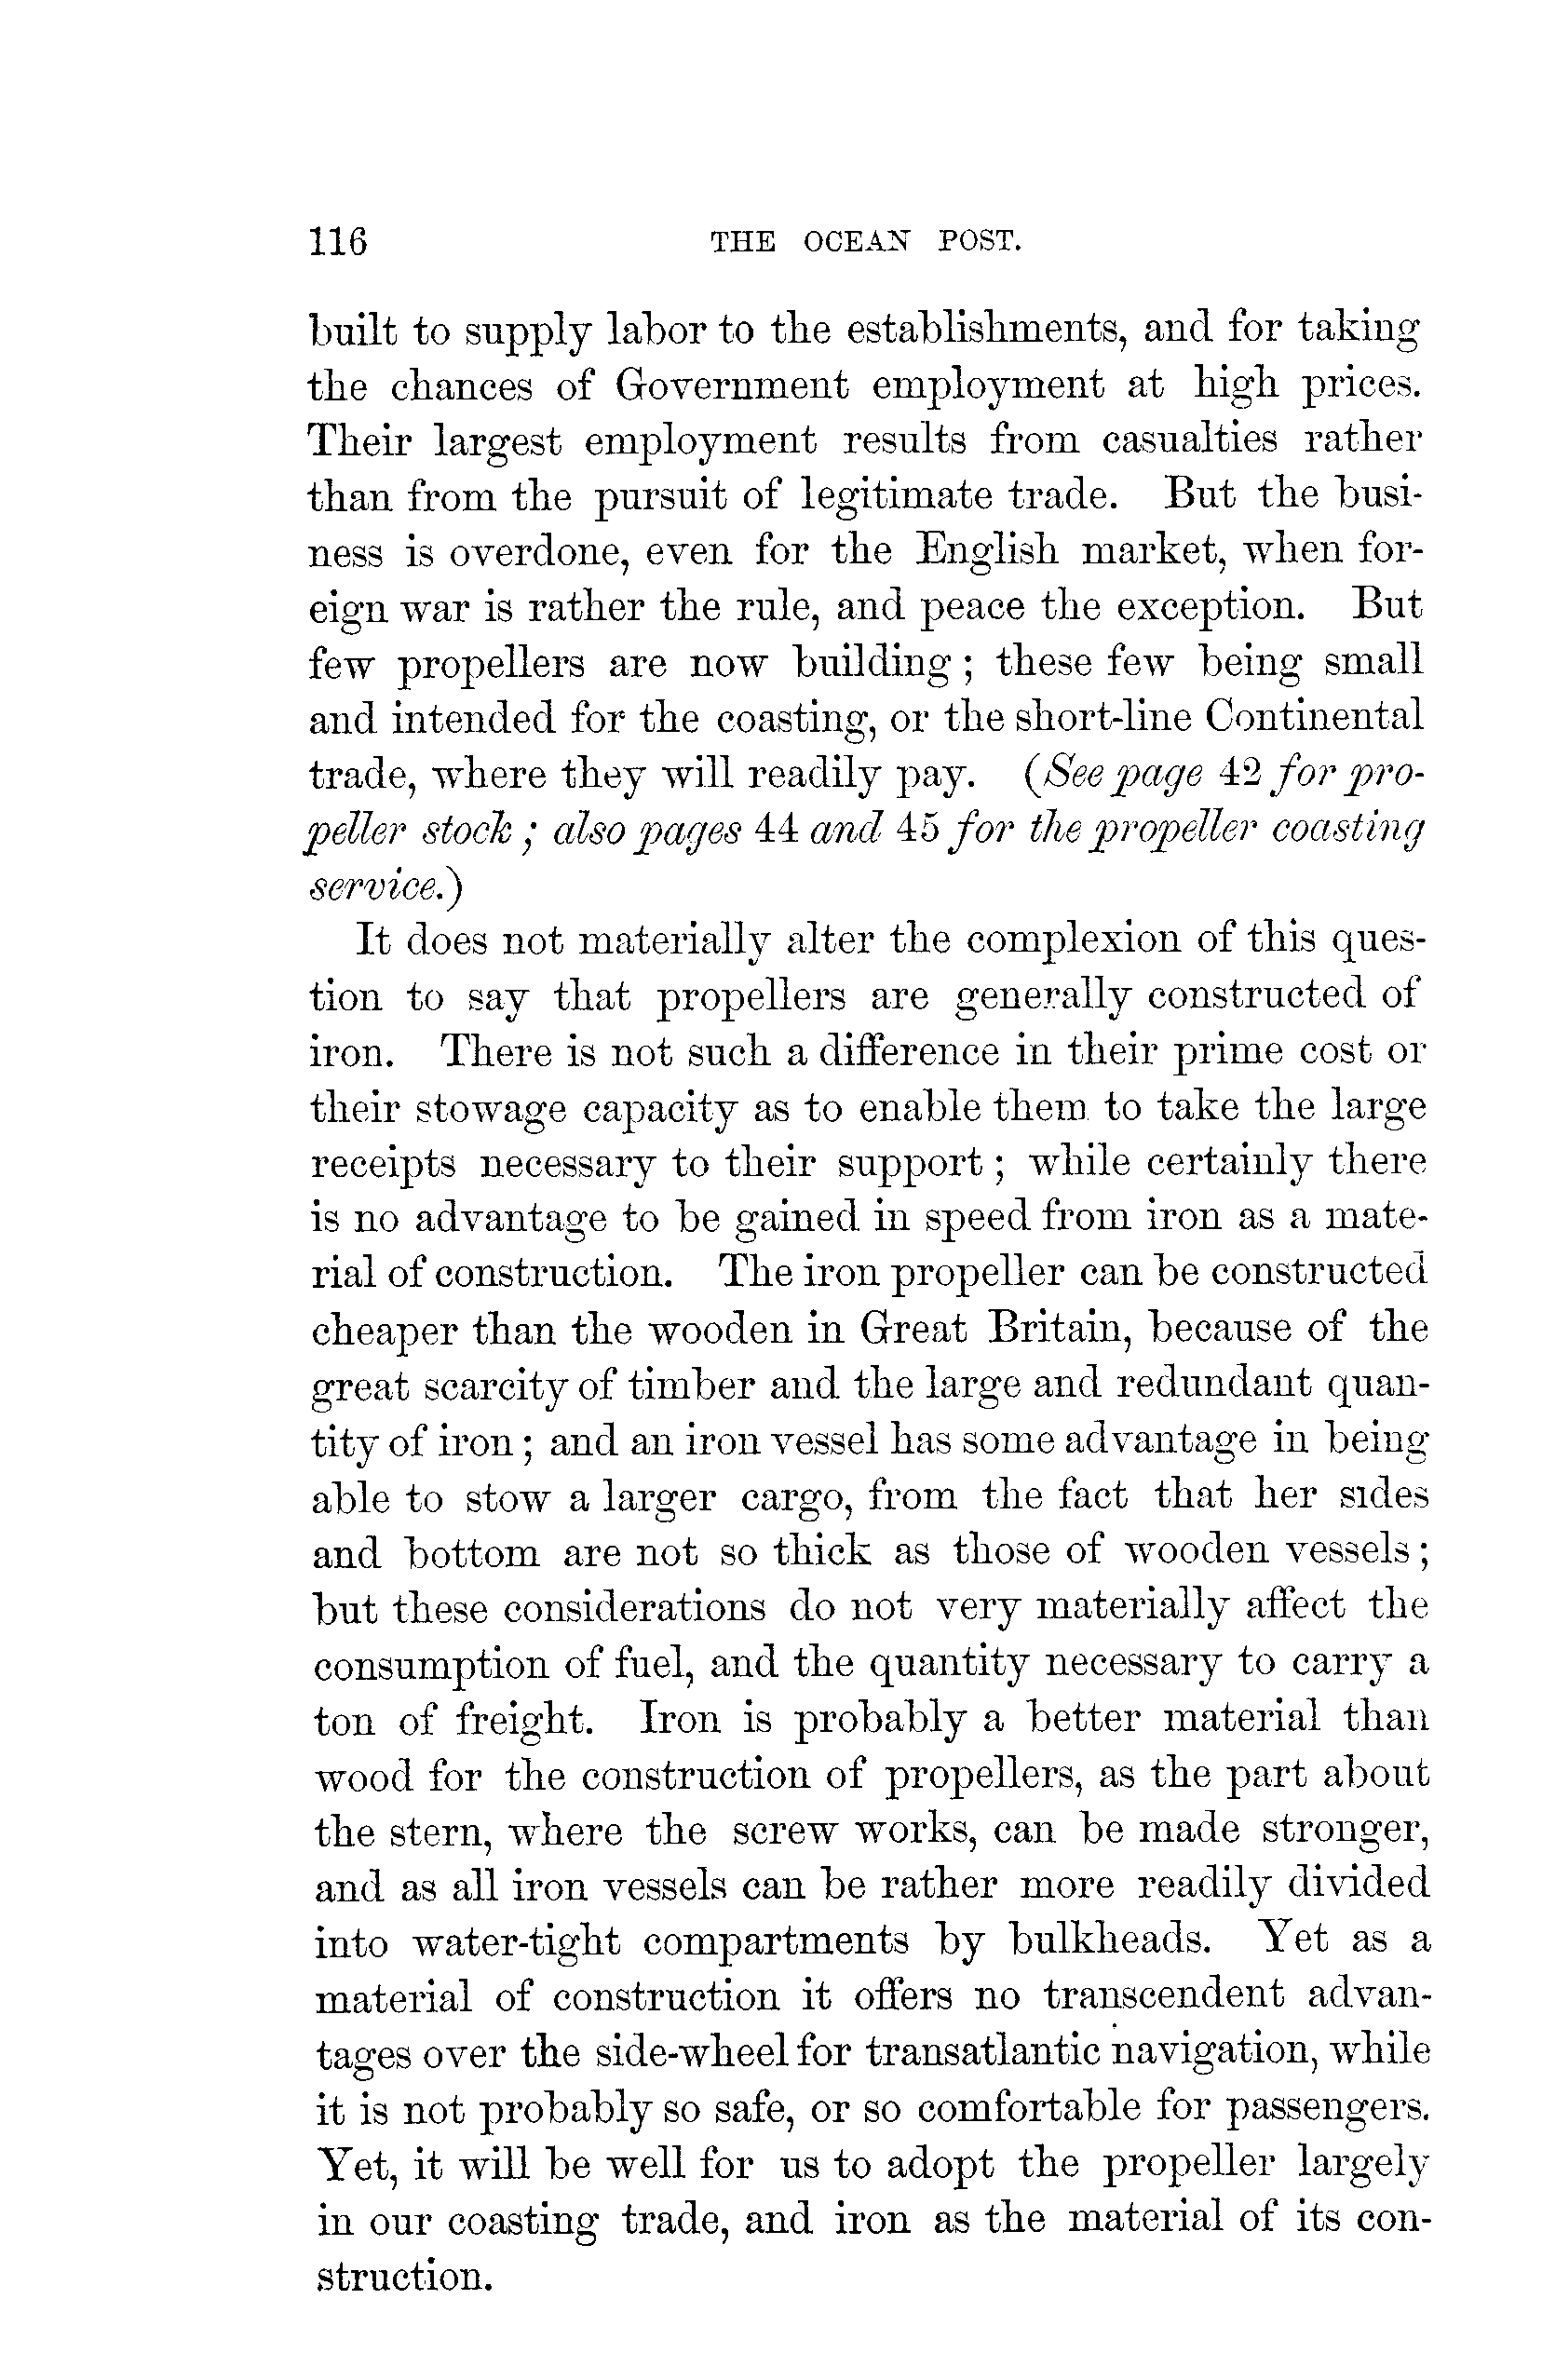 116 THE OCEAN POST.
built to supply labor to the establishments, and for taking
the chances of Government employment at high prices.
Their largest employment results from casualties rather
than from the pursuit of legitimate trade. But the busi-
ness is overdone, even for the English market, when for-
eign war is rather the rule, and peace the exception. But
few propellers are now building ; these few being small
and intended for the coasting, or the short-line Continental
trade, where they will readily pay. (See page 42 for pro-
peller stock ; also pages 44 and 45 for the propeller coasting
service.)
It does not materially alter the complexion of this ques-
tion to say that propellers are generally constructed of
iron. There is not such a difference in their prime cost or
their stowage capacity as to enable them to take the large
receipts necessary to their support ; while certainly there
is no advantage to be gained in speed from iron as a mate-
rial of construction. The iron propeller can be constructed
cheaper than the wooden in Great Britain, because of the
great scarcity of timber and the large and redundant quan-
tity of iron ; and an iron vessel has some advantage in being
able to stow a larger cargo, from the fact that her sides
and bottom are not so thick as those of wooden vessels ;
but these considerations do not very materially affect the
consumption of fuel, and the quantity necessary to carry a
ton of freight. Iron is probably a better material than
wood for the construction of propellers, as the part about
the stern, where the screw works, can be made stronger,
and as all iron vessels can be rather more readily divided
into water-tight compartments by bulkheads. Yet as a
material of construction it offers no transcendent advan-
tages over the side-wheel for transatlantic navigation, while
it is not probably so safe, or so comfortable for passengers.
Yet, it will be well for us to adopt the propeller largely
in our coasting trade, and iron as the material of its con-
struction.